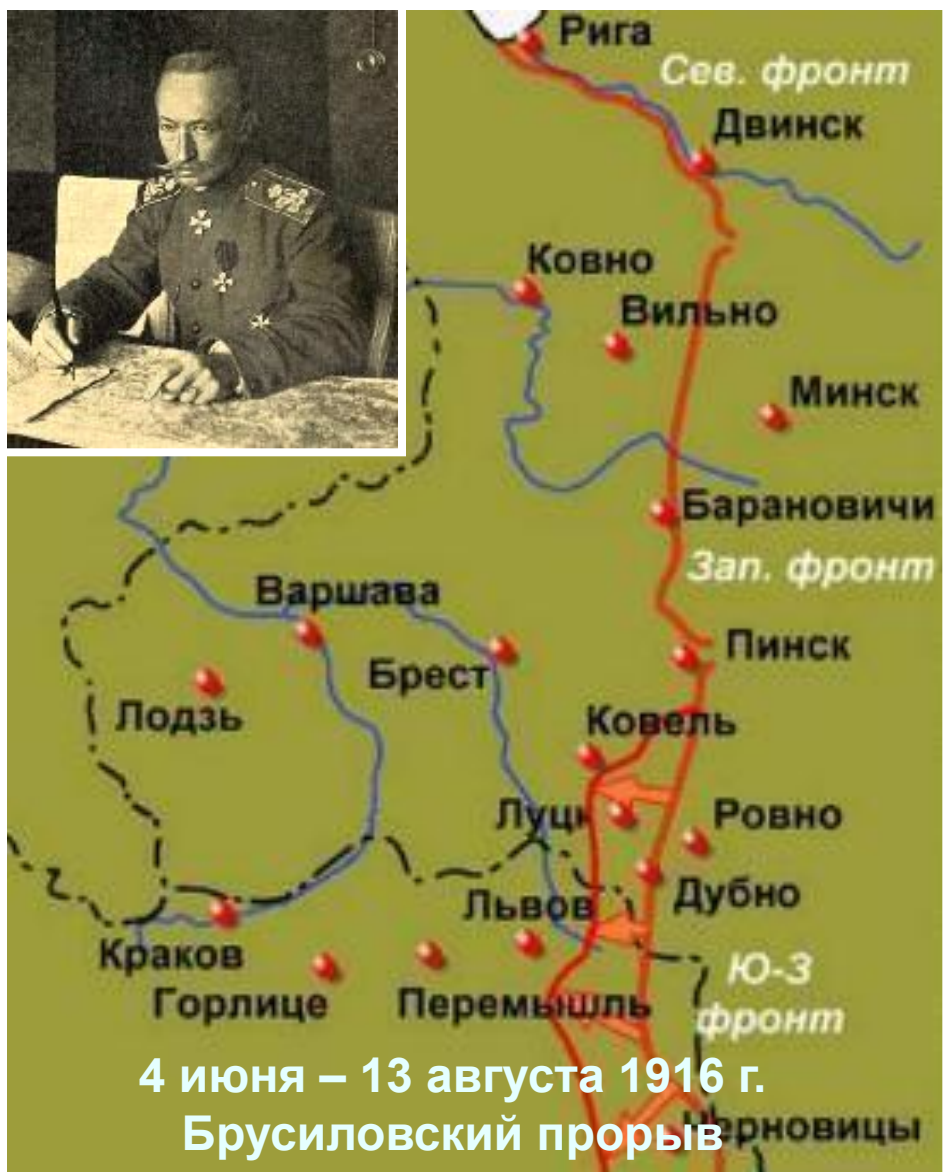 Рига
Сев. фронт
Двинск
Ковно
Вильно
Минск
Барановичи
Зап. фронт
Варшава
Пинск
Брест
Лодзь
Ковель
Луцк
Ровно
Дубно
Львов
Краков
Ю-З
фронт
Горлице
Перемышль
4 июня – 13 августа 1916 г.
Черновицы
Брусиловский прорыв